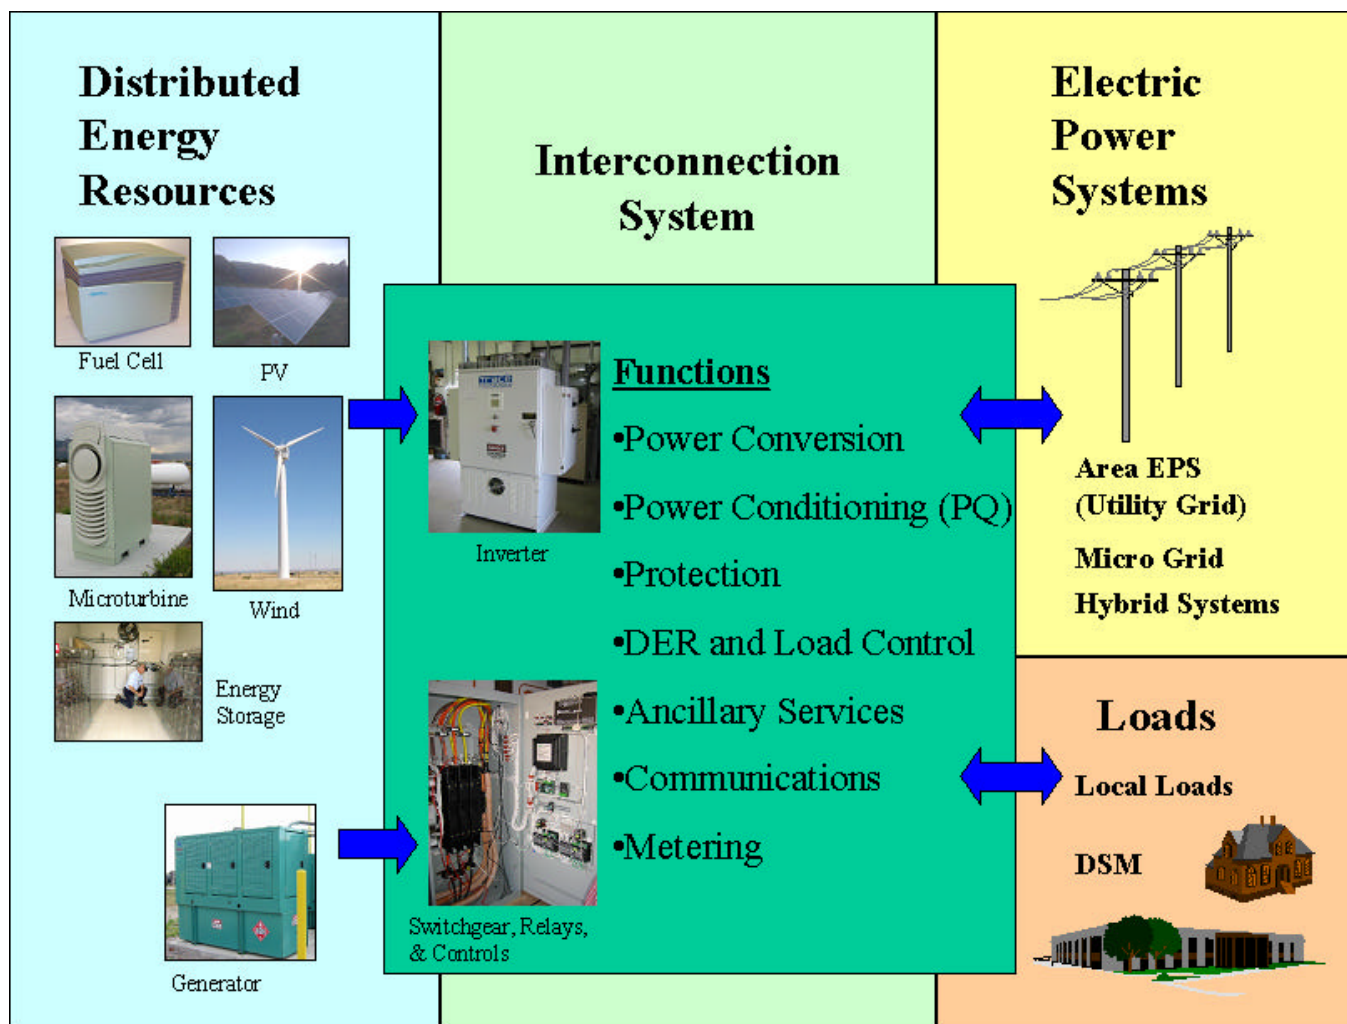 Distributed
Energy
Resources
Fuel Cell
PV
Microturbine
Wind
Energy
Storage
Generator
Interconnection
System
Inverter
Switchgear, Relays,
& Controls
Functions
•Power Conversion
•Power Conditioning (PQ)
•Protection
•DER and Load Control
•Ancillary Services
•Communications
•Metering
Electric
Power
Systems
Area EPS
(Utility Grid)
Micro Grid
Hybrid Systems
Loads
Local Loads
DSM